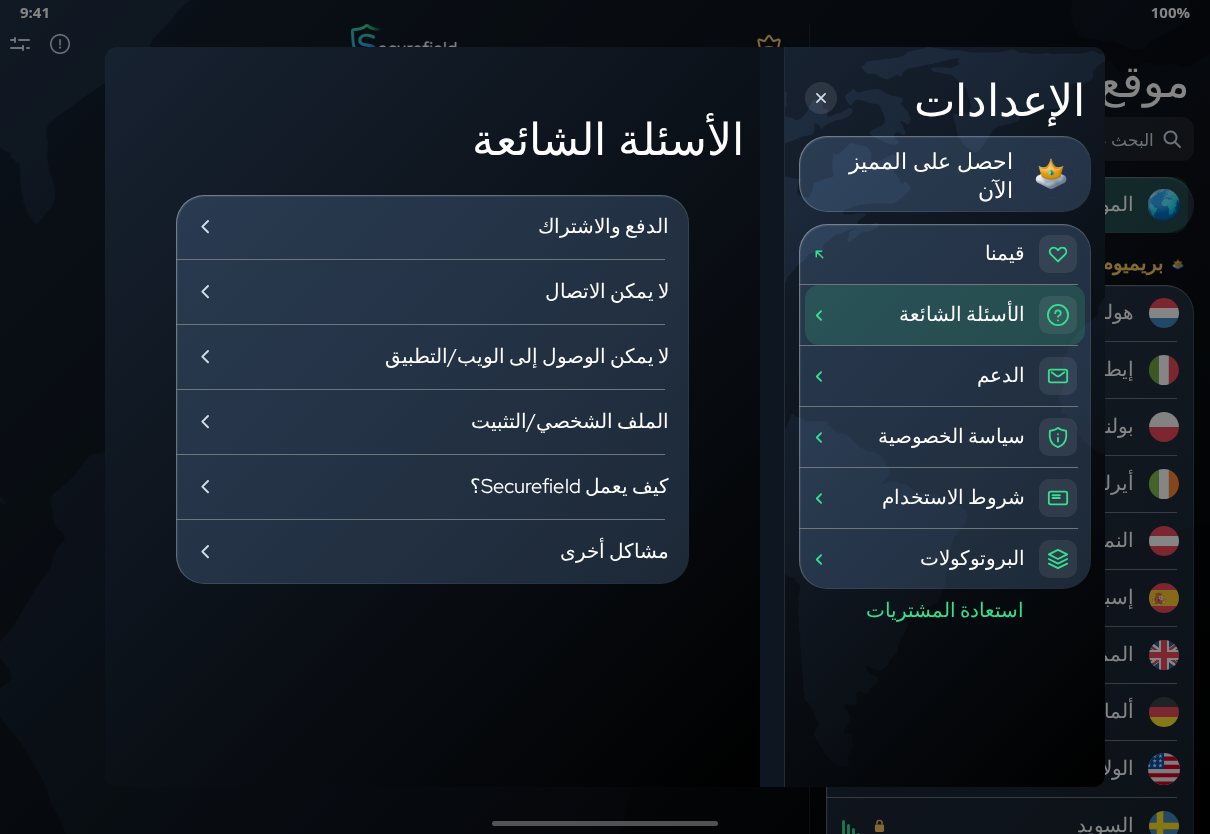 9:41
100%
الإعدادات
احصل على المميز
الآن
قيمنا
الأسئلة الشائعة
الدعم
سياسة الخصوصية
شروط الاستخدام
البروتوكولات
استعادة المشتريات
الأسئلة الشائعة
الدفع والاشتراك
لا يمكن الاتصال
لا يمكن الوصول إلى الويب/التطبيق
الملف الشخصي/التثبيت
كيف يعمل Securefield؟
مشاكل أخرى
البحث
بريميوم
السويد